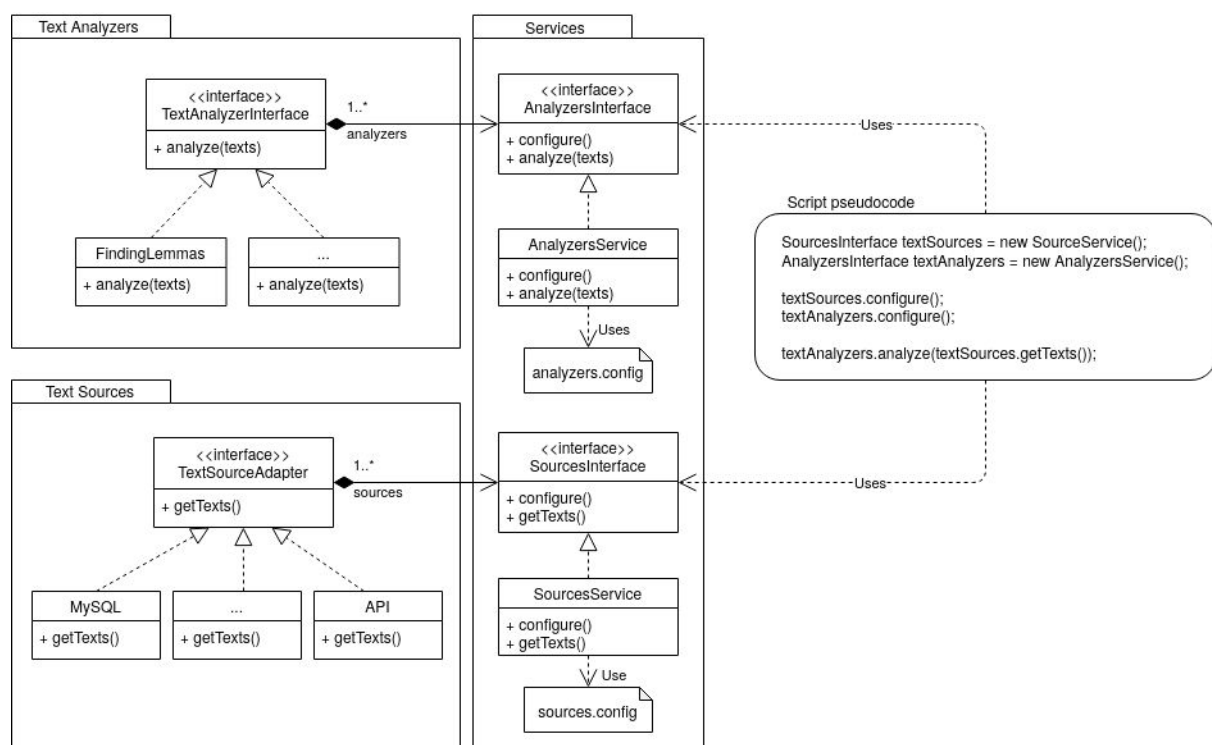 Text Analyzers
<<interface>>
TextAnalyzerInterface
+ analyze(texts)
1..*
analyzers
FindingLemmas
+ analyze(texts)
...
+ analyze(texts)
Services
<<interface>>
AnalyzersInterface
+ configure()
+ analyze(texts)
AnalyzersService
+ configure()
+ analyze(texts)
Uses
analyzers.config
Uses
Script pseudocode
SourcesInterface textSources = new SourceService();
AnalyzersInterface textAnalyzers = new AnalyzersService();
textSources.configure();
textAnalyzers.configure();
textAnalyzers.analyze(textSources.getTexts());
Uses
Text Sources
<<interface>>
TextSourceAdapter
+ getTexts()
1..*
sources
MySQL
+ getTexts()
...
+ getTexts()
API
+ getTexts()
<<interface>>
SourcesInterface
+ configure()
+ getTexts()
SourcesService
+ configure()
+ getTexts()
Use
sources.config